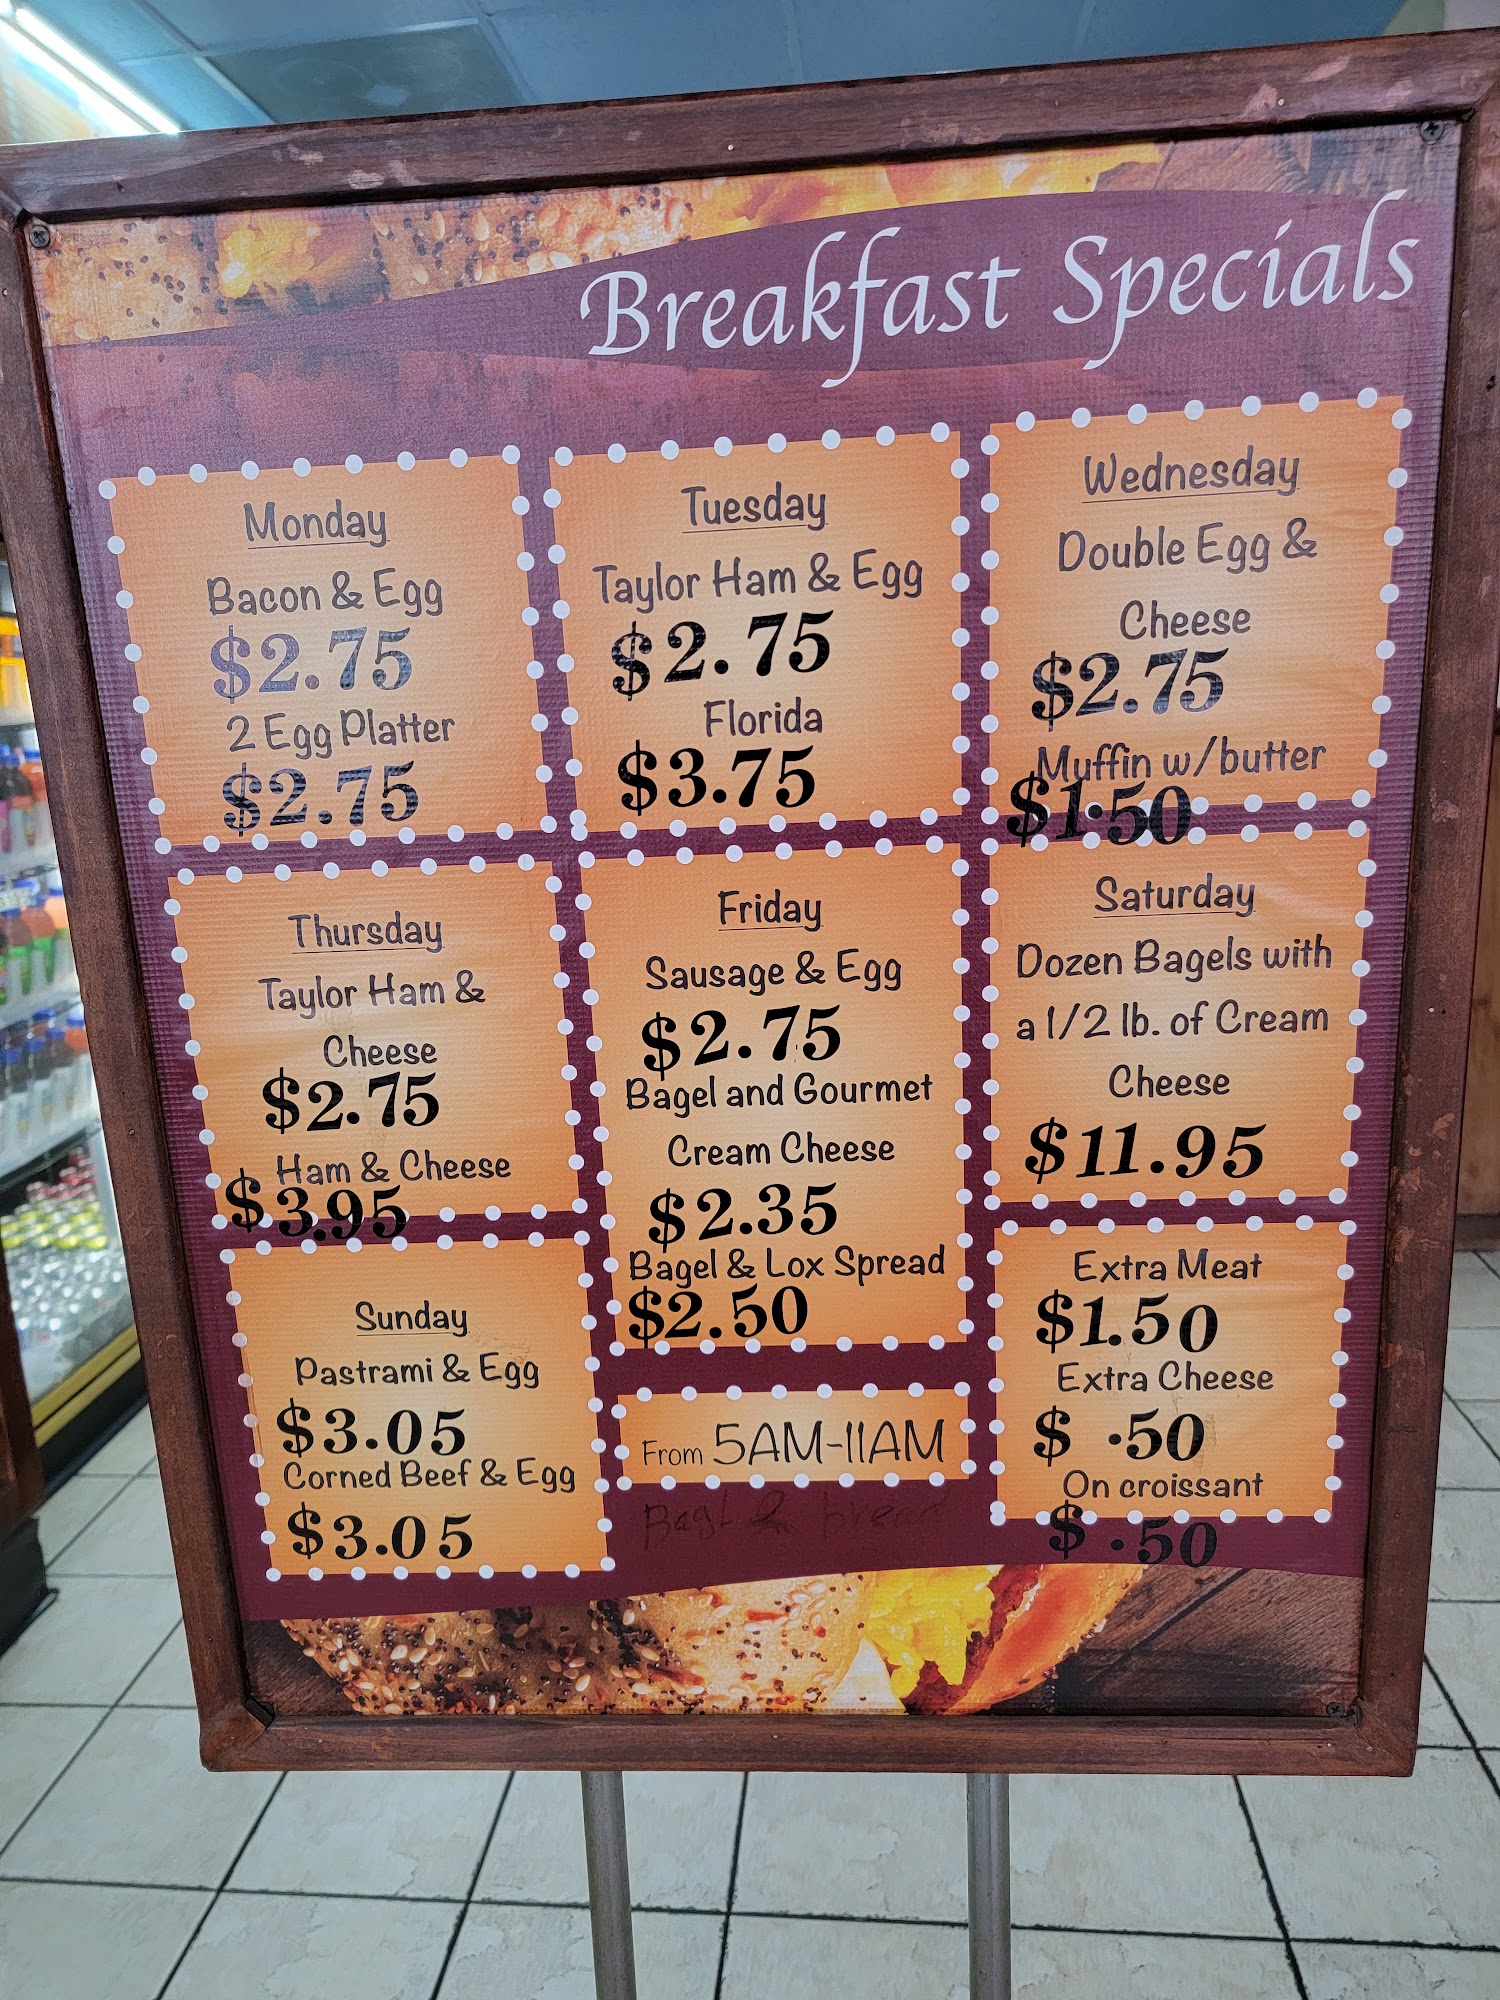 Breakfast Specials
Monday
Bacon & Egg
$2.75
2 Egg Platter
$2.75
Tuesday
Taylor Ham & Egg
$2.75
Florida
$3.75
Wednesday
Double Egg &
Cheese
$2.75
Muffin w/butter
$1.50
Thursday
Taylor Ham &
Cheese
$2.75
Ham & Cheese
$3.95
Friday
Sausage & Egg
$2.75
Bagel and Gourmet
Cream Cheese
$2.35
Bagel & Lox Spread
$2.50
Saturday
Dozen Bagels with
a 1/2 lb. of Cream
Cheese
$11.95
Sunday
Pastrami & Egg
$3.05
Corned Beef & Egg
$3.05
From 5AM-11AM
Extra Meat
$1.50
Extra Cheese
$ .50
On croissant
$ .50